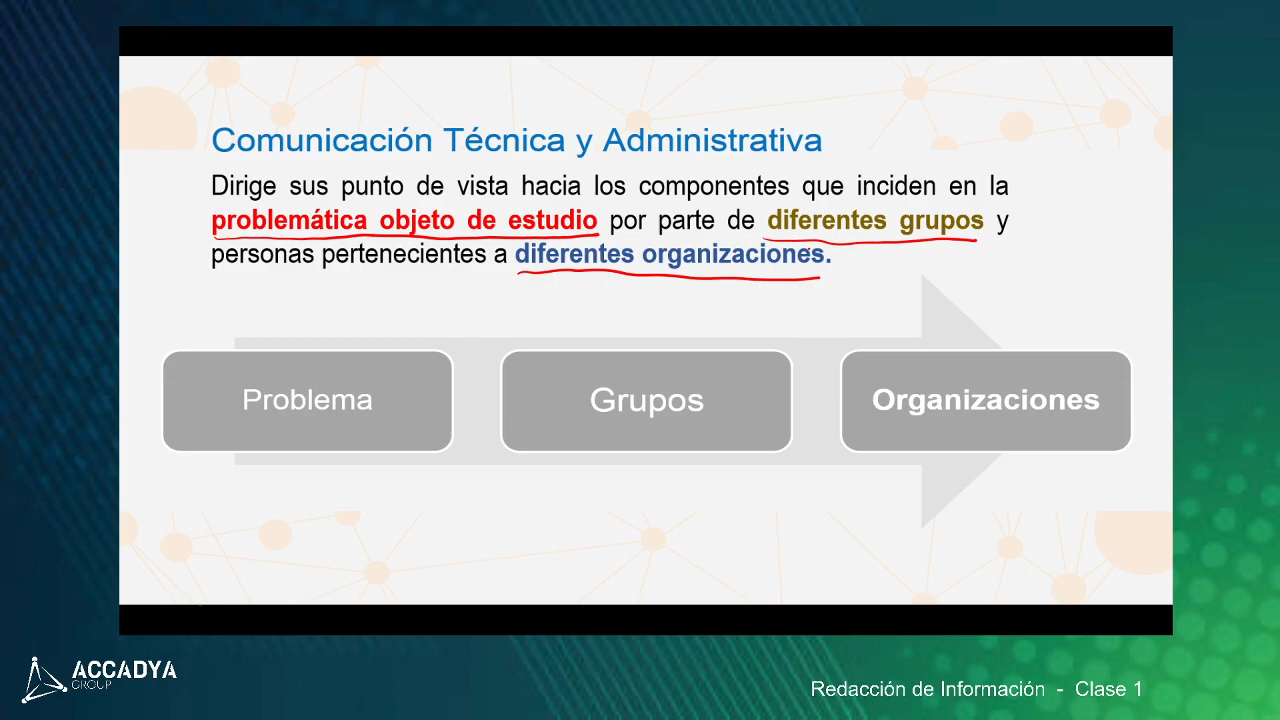 Comunicación Técnica y Administrativa
Dirige sus punto de vista hacia los componentes que inciden en la
problemática objeto de estudio por parte de diferentes grupos y
personas pertenecientes a diferentes organizaciones.
Problema
Grupos
Organizaciones
ACCADYA
GROUP
Redacción de Información - Clase 1